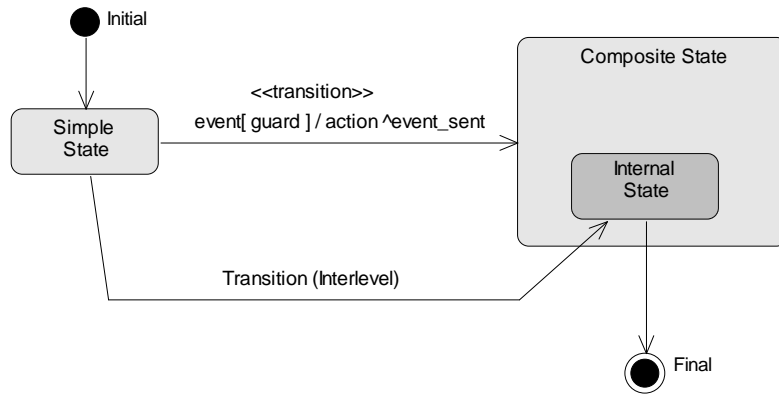 Initial
Composite State
<<transition>>
event[ guard ] / action ^event_sent
Simple
State
Internal
State
Transition (Interlevel)
Final